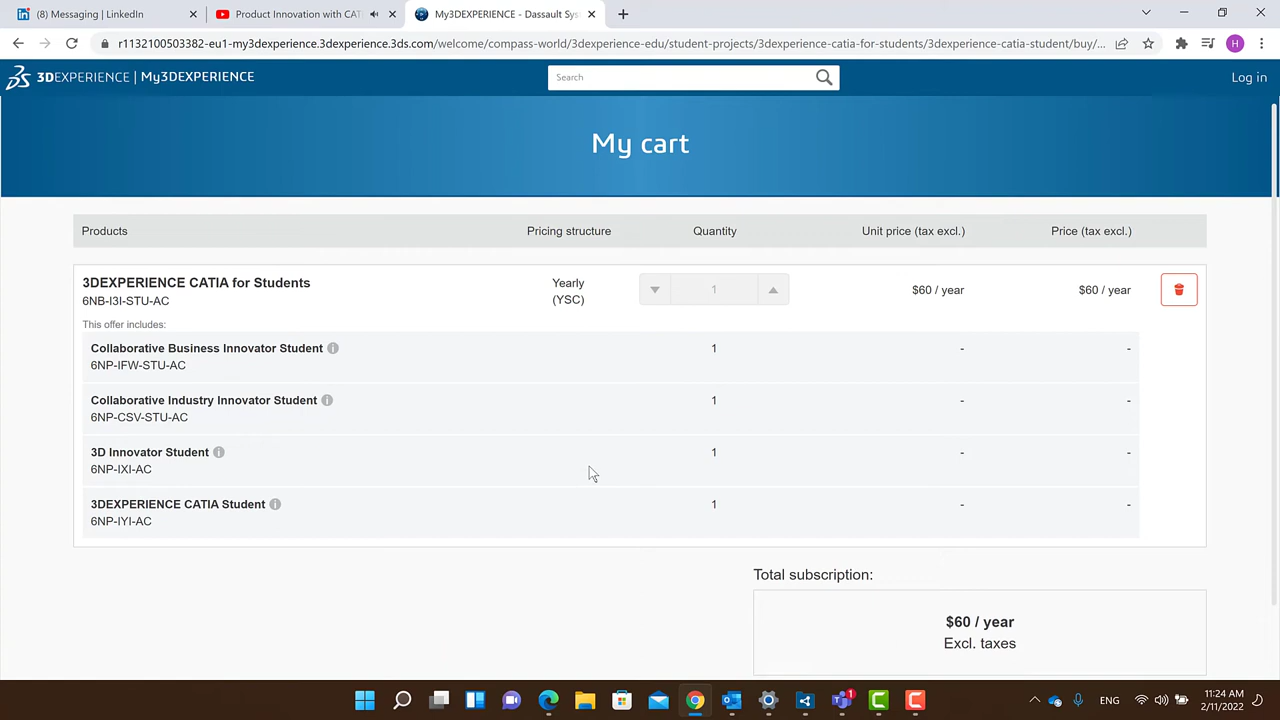 (8) Messaging | LinkedIn
Product Innovation with CAT
My3DEXPERIENCE - Dassault Sys
r1132100503382-eu1-my3dexperience.3dexperience.3ds.com/welcome/compass-world/3dexperience-edu/student-projects/3dexperience-catia-for-students/3dexperience-catia-student/buy/...
H
3DEXPERIENCE | My3DEXPERIENCE
Search
Log in
My cart
Products Pricing structure Quantity Unit price (tax excl.) Price (tax excl.)
3DEXPERIENCE CATIA for Students
6NB-I3I-STU-AC
Yearly
(YSC)
1
$60 / year
$60 / year
This offer includes:
Collaborative Business Innovator Student
6NP-IFW-STU-AC
1 - -
Collaborative Industry Innovator Student
6NP-CSV-STU-AC
1 - -
3D Innovator Student
6NP-IXI-AC
1 - -
3DEXPERIENCE CATIA Student
6NP-IYI-AC
1 - -
Total subscription:
$60 / year
Excl. taxes
1
ENG
11:24 AM
2/11/2022